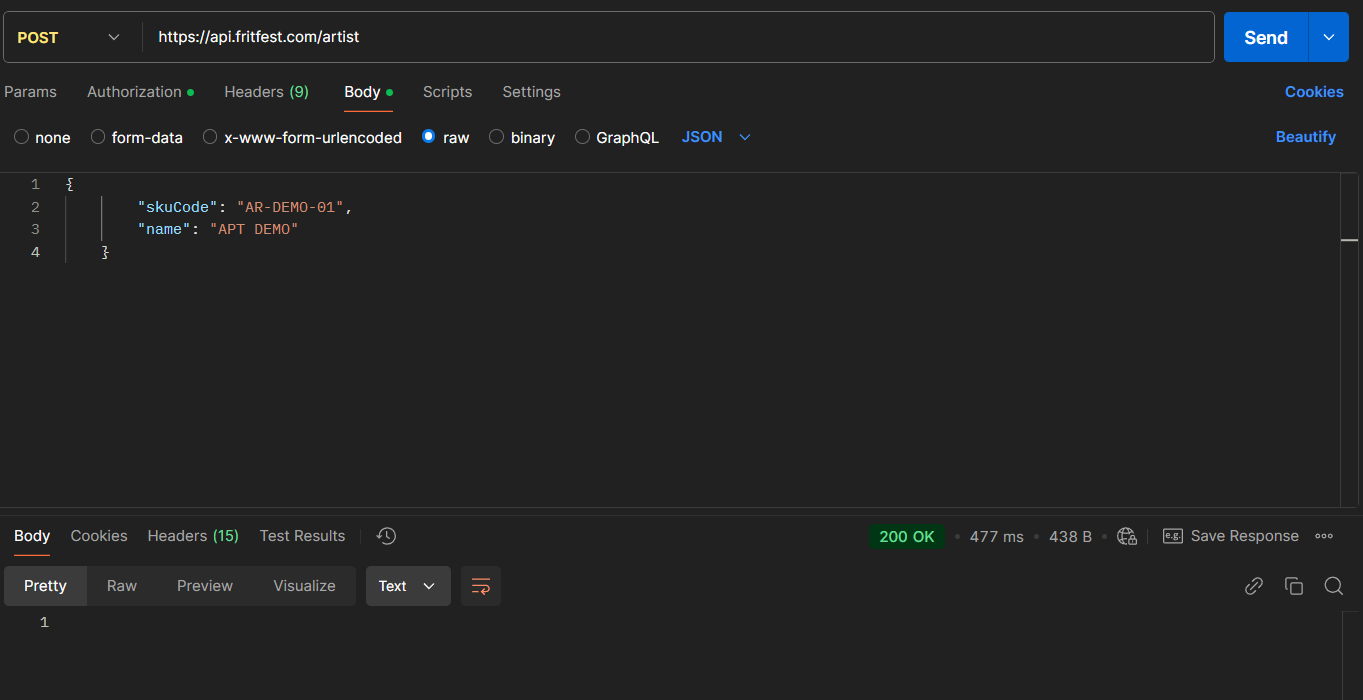 POST https://api.fritfest.com/artist Send
Params Authorization Headers (9) Body Scripts Settings Cookies
none form-data x-www-form-urlencoded raw binary GraphQL JSON Beautify
1 {
2 "skuCode": "AR-DEMO-01",
3 "name": "APT DEMO"
4 }
Body Cookies Headers (15) Test Results 200 OK 477 ms 438 B e.g. Save Response
Pretty Raw Preview Visualize Text
1